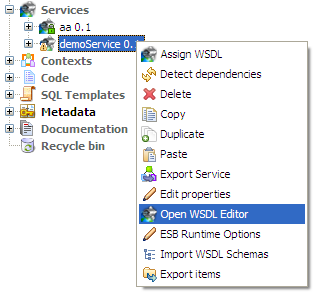 Services
aa 0.1
demoService 0.
Contexts
Code
SQL Templates
Metadata
Documentation
Recycle bin
Assign WSDL
Detect dependencies
Delete
Copy
Duplicate
Paste
Export Service
Edit properties
Open WSDL Editor
ESB Runtime Options
Import WSDL Schemas
Export items